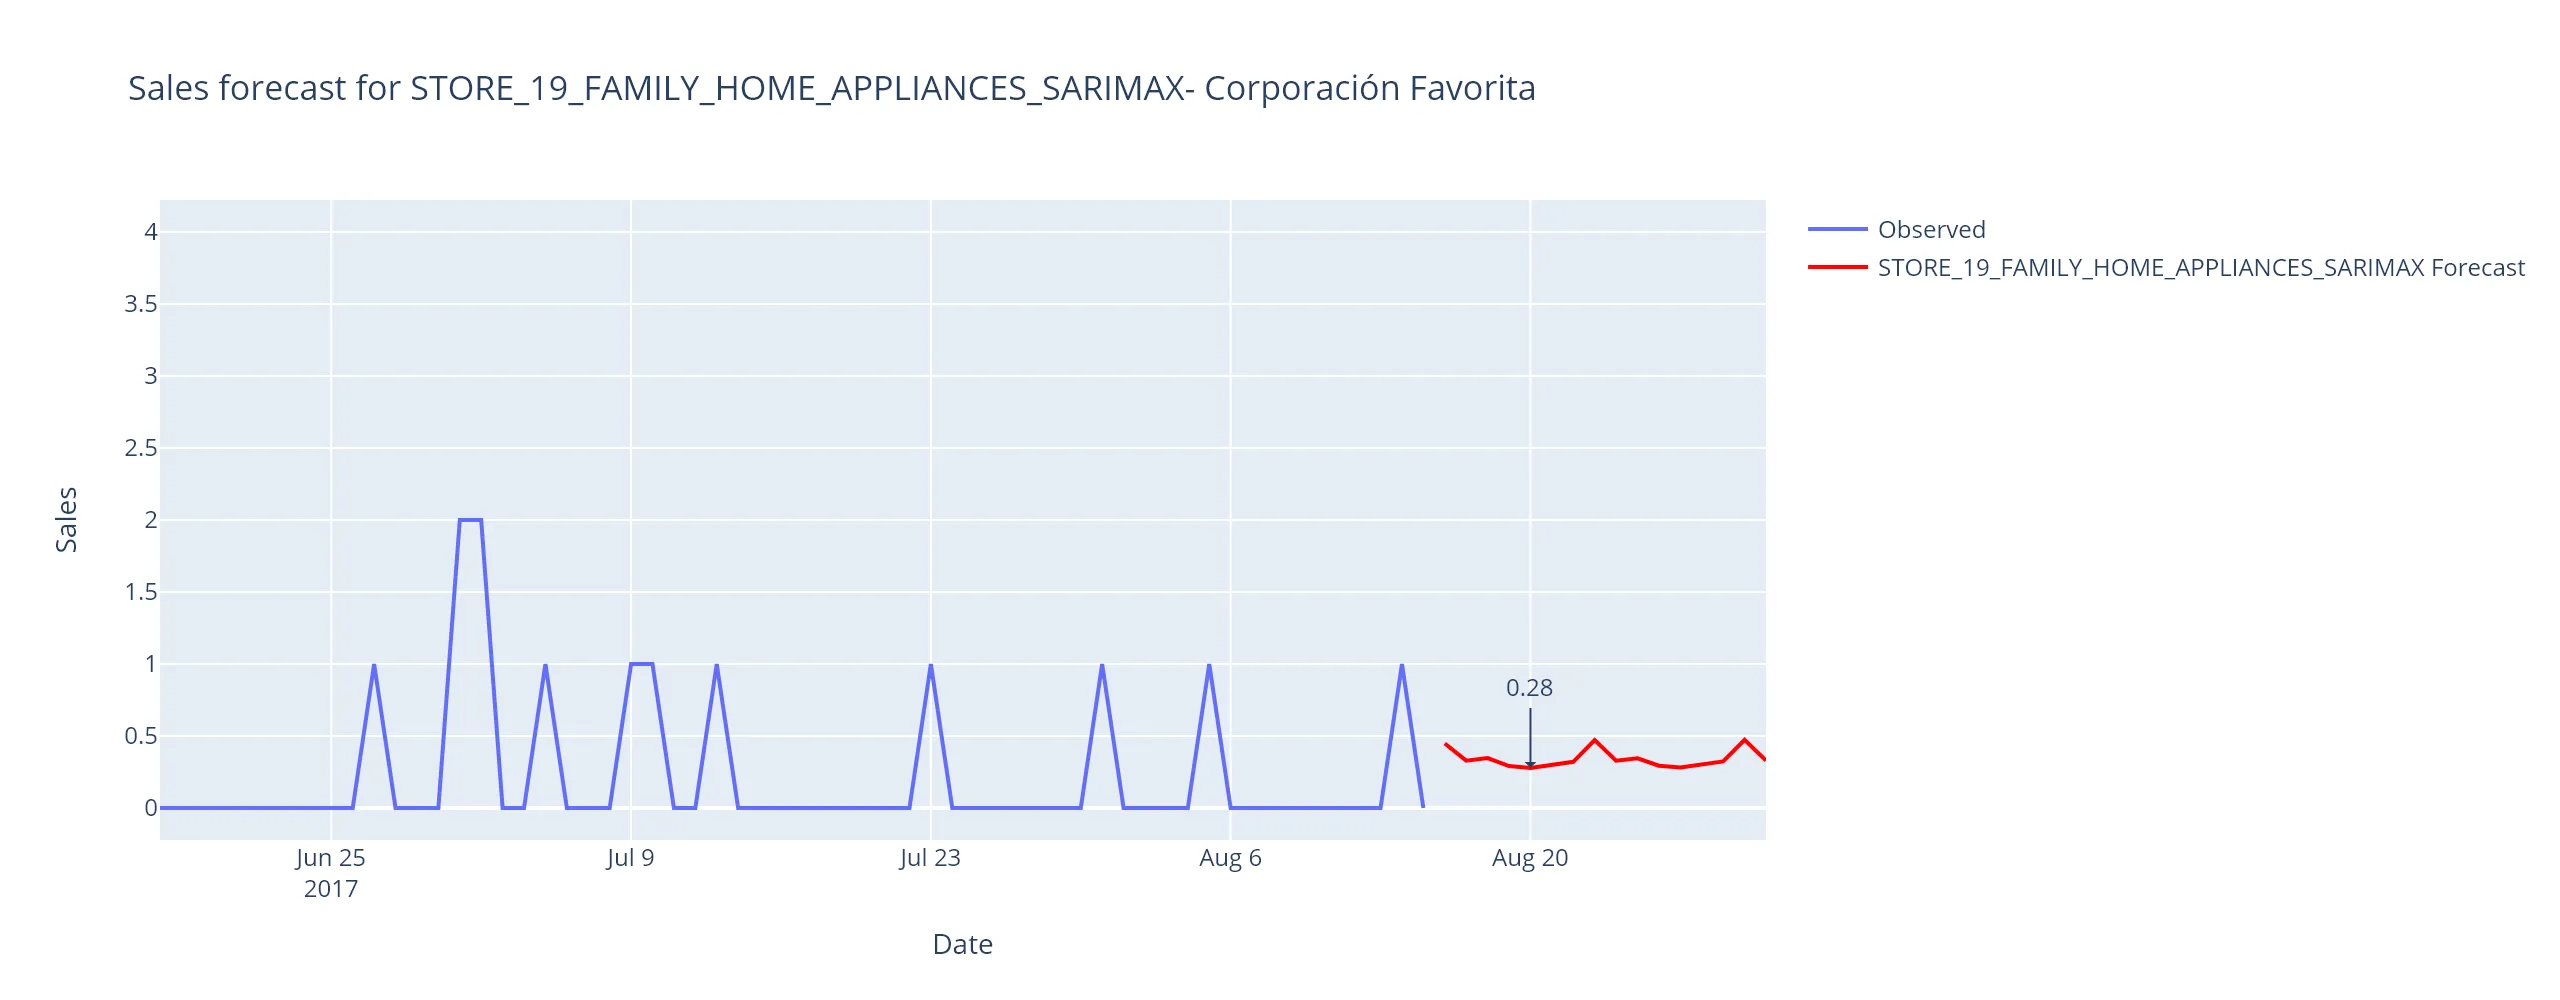 Sales forecast for STORE_19_FAMILY_HOME_APPLIANCES_SARIMAX- Corporación Favorita
Observed
STORE_19_FAMILY_HOME_APPLIANCES_SARIMAX Forecast
4
3.5
3
2.5
2
1.5
1
0.5
0
Sales
0.28
Jun 25
2017
Jul 9
Jul 23
Aug 6
Aug 20
Date